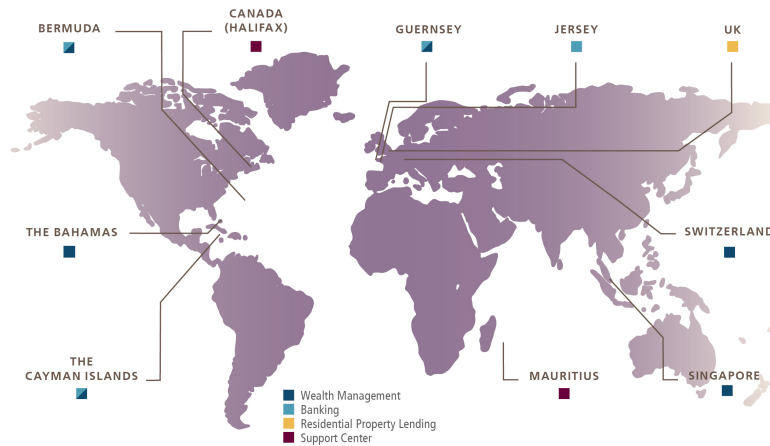 BERMUDA
CANADA
(HALIFAX)
GUERNSEY
JERSEY
UK
THE BAHAMAS
SWITZERLAND
THE
CAYMAN ISLANDS
MAURITIUS
SINGAPORE
Wealth Management
Banking
Residential Property Lending
Support Center